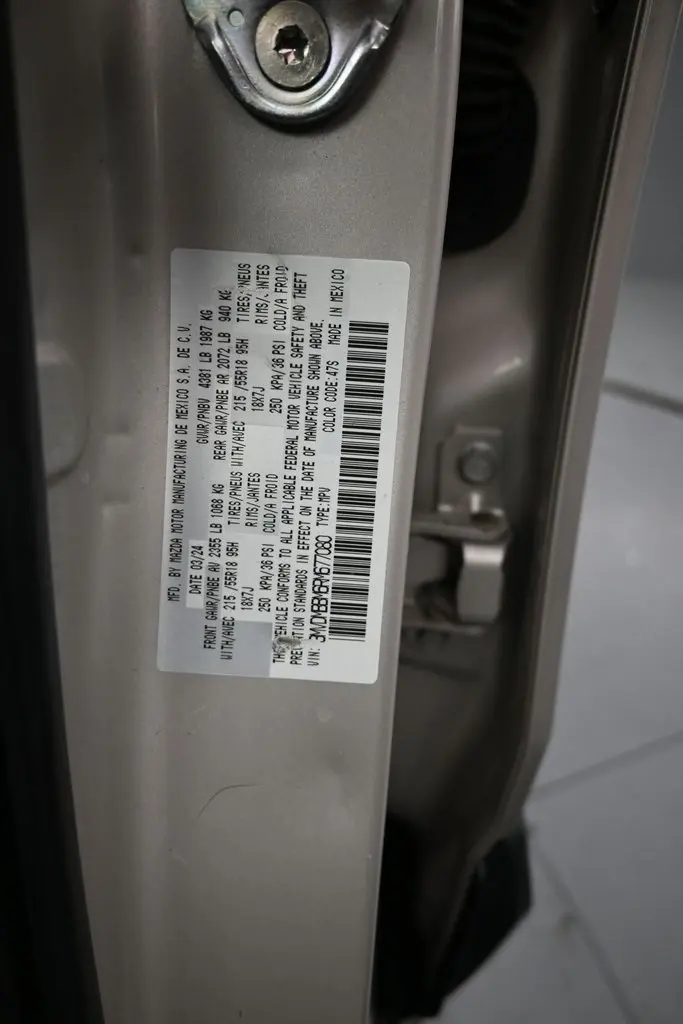 MFD. BY MAZDA MOTOR MANUFACTURING DE MEXICO S.A. DE C.V.
DATE 03/24 GVWR/PNBV 4381 LB 1987 KG
FRONT GAWR/PNBE AV 2355 LB 1068 KG REAR GAWR/PNBE AR 2072 LB 940 KG
WITH/AVEC 215 /55R18 95H TIRES/PNEUS WITH/AVEC 215 /55R18 95H TIRES/PNEUS
18X7J RIMS/JANTES 18X7J RIMS/JANTES
250 KPA/36 PSI COLD/A FROID 250 KPA/36 PSI COLD/A FROID
THIS VEHICLE CONFORMS TO ALL APPLICABLE FEDERAL MOTOR VEHICLE SAFETY AND THEFT
PREVENTION STANDARDS IN EFFECT ON THE DATE OF MANUFACTURE SHOWN ABOVE.
VIN: 3MVDMBBM6RM677080 TYPE:MPV COLOR CODE:47S MADE IN MEXICO